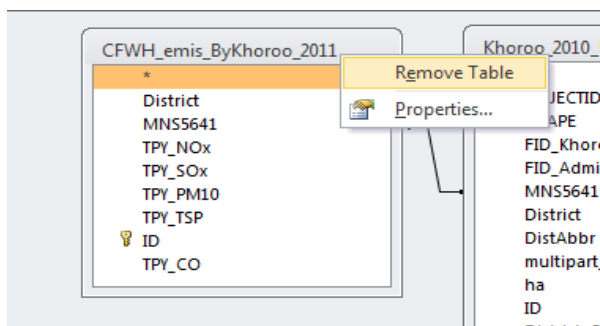 CFWH_emis_ByKhoroo_2011
*
District
MNS5641
TPY_NOx
TPY_SOx
TPY_PM10
TPY_TSP
ID
TPY_CO
Remove Table
Properties...
Khoroo_2010_
JECTID
APE
FID_Khoro
FID_Admi
MNS5641
District
DistAbbr
multipart_
ha
ID